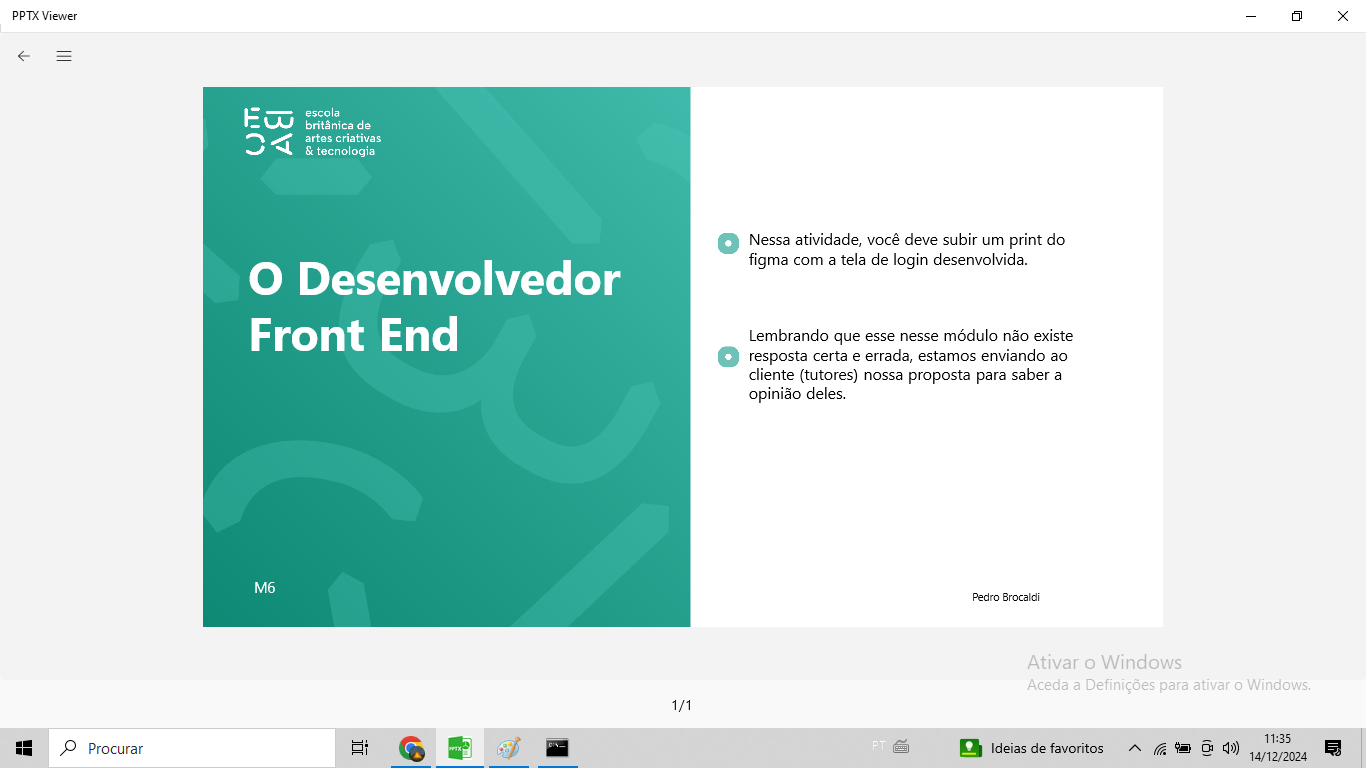 PPTX Viewer
EBAC
escola
britânica de
artes criativas
& tecnologia
O Desenvolvedor
Front End
M6
Nessa atividade, você deve subir um print do
figma com a tela de login desenvolvida.
Lembrando que esse nesse módulo não existe
resposta certa e errada, estamos enviando ao
cliente (tutores) nossa proposta para saber a
opinião deles.
Pedro Brocaldi
Ativar o Windows
Aceda a Definições para ativar o Windows.
1/1
Procurar
PPTX
PT
Ideias de favoritos
11:35
14/12/2024